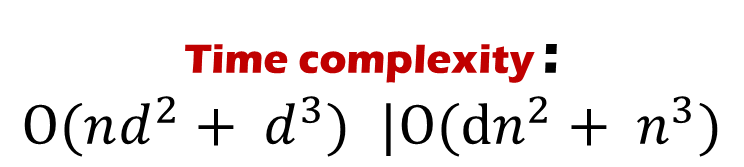 Time complexity:
O(nd² + d³) |O(dn² + n³)